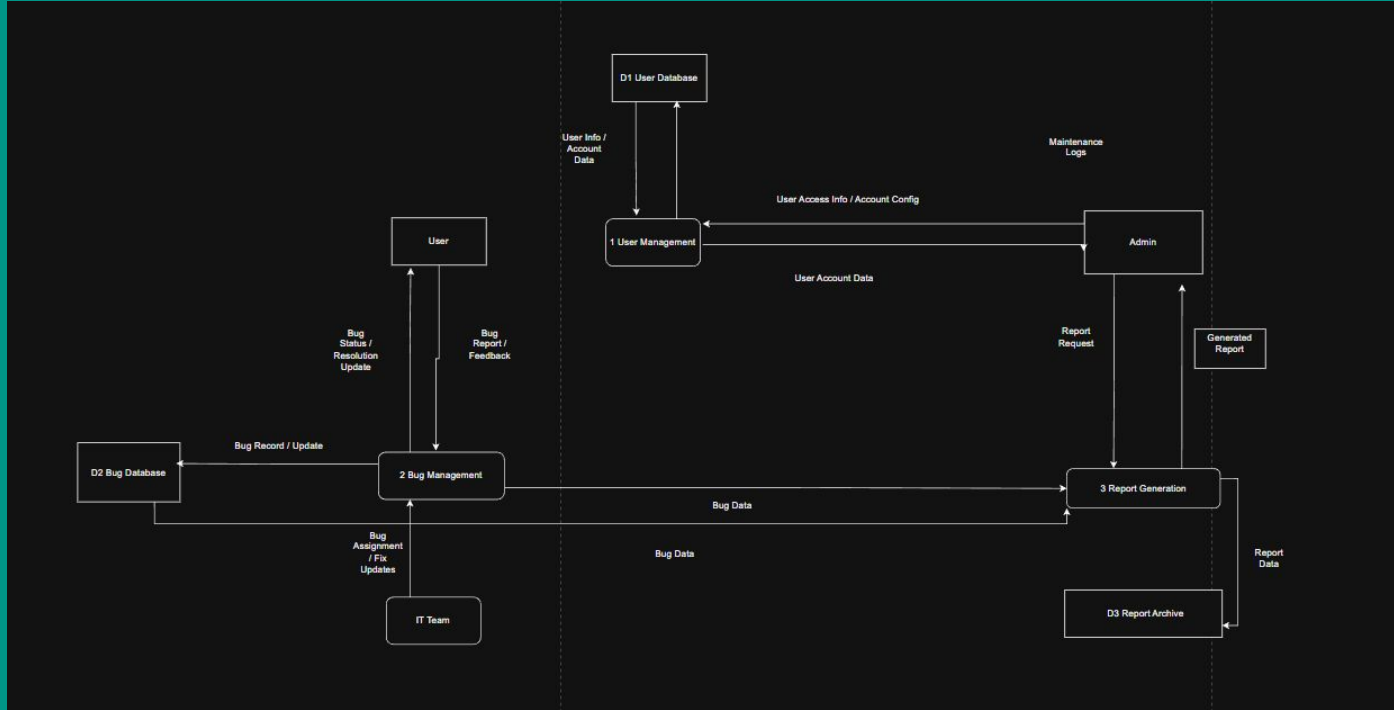 D1 User Database
User Info /
Account
Data
Maintenance
Logs
User Access Info / Account Config
User
1 User Management
Admin
User Account Data
Bug
Status /
Resolution
Update
Bug
Report /
Feedback
Report
Request
Generated
Report
Bug Record / Update
D2 Bug Database
2 Bug Management
3 Report Generation
Bug Data
Bug
Assignment
/ Fix
Updates
Bug Data
Report
Data
IT Team
D3 Report Archive